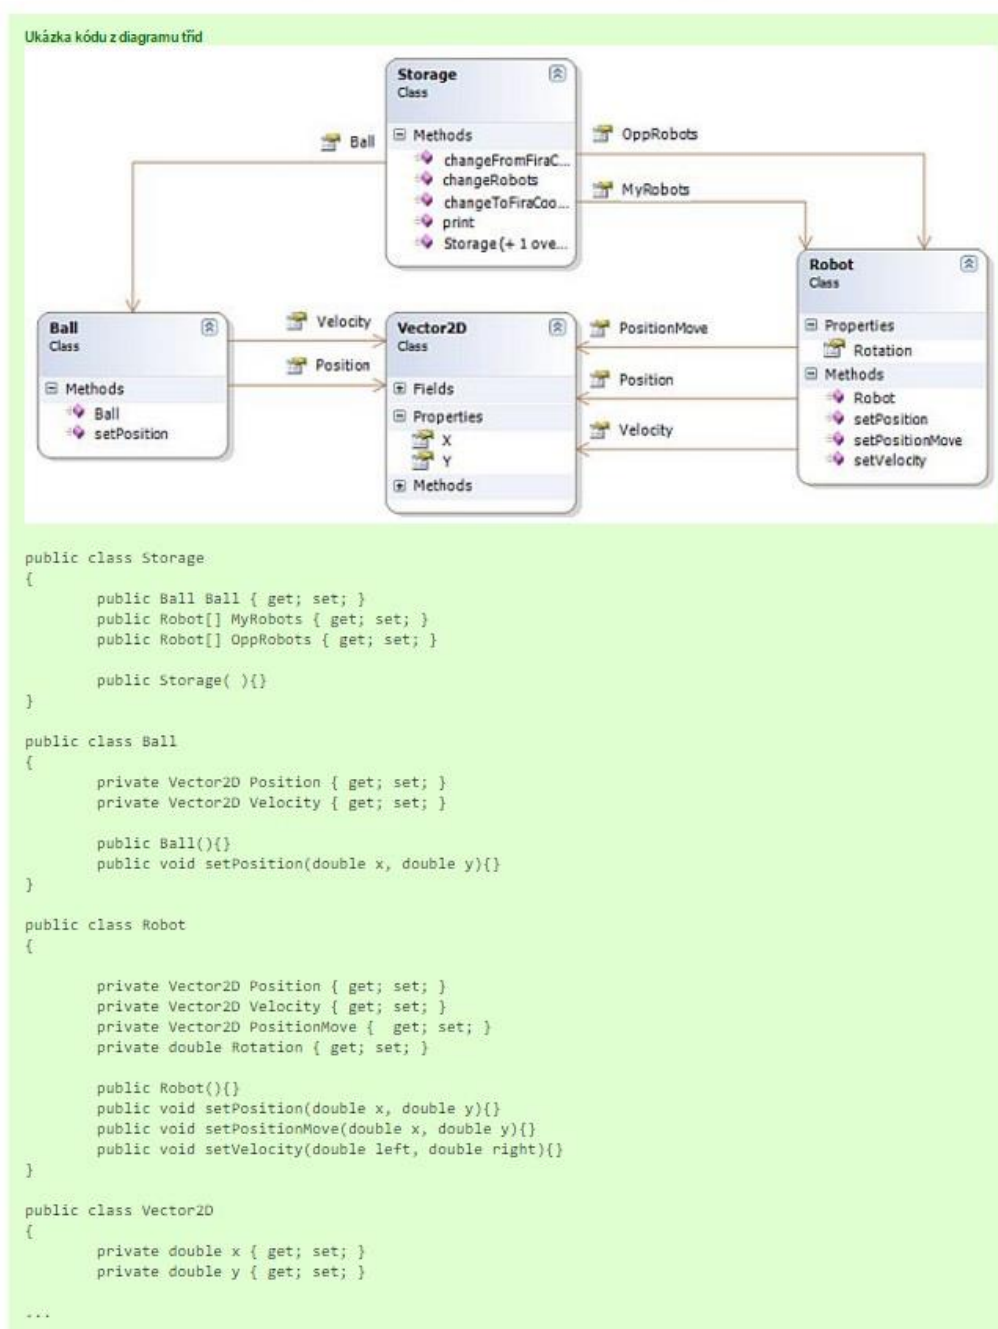 Ukázka kódu z diagramu tříd
Storage
Class
Methods
changeFromFiraC...
changeRobots
changeToFiraCoo...
print
Storage (+ 1 ove...
Ball
OppRobots
MyRobots
Robot
Class
Properties
Rotation
Methods
Robot
setPosition
setPositionMove
setVelocity
Ball
Class
Methods
Ball
setPosition
Velocity
Position
Vector2D
Class
Fields
Properties
X
Y
Methods
PositionMove
Position
Velocity
public class Storage
{
public Ball Ball { get; set; }
public Robot[] MyRobots { get; set; }
public Robot[] OppRobots { get; set; }
public Storage( ){}
}
public class Ball
{
private Vector2D Position { get; set; }
private Vector2D Velocity { get; set; }
public Ball(){}
public void setPosition(double x, double y){}
}
public class Robot
{
private Vector2D Position { get; set; }
private Vector2D Velocity { get; set; }
private Vector2D PositionMove {  get; set; }
private double Rotation { get; set; }
public Robot(){}
public void setPosition(double x, double y){}
public void setPositionMove(double x, double y){}
public void setVelocity(double left, double right){}
}
public class Vector2D
{
private double x { get; set; }
private double y { get; set; }
...